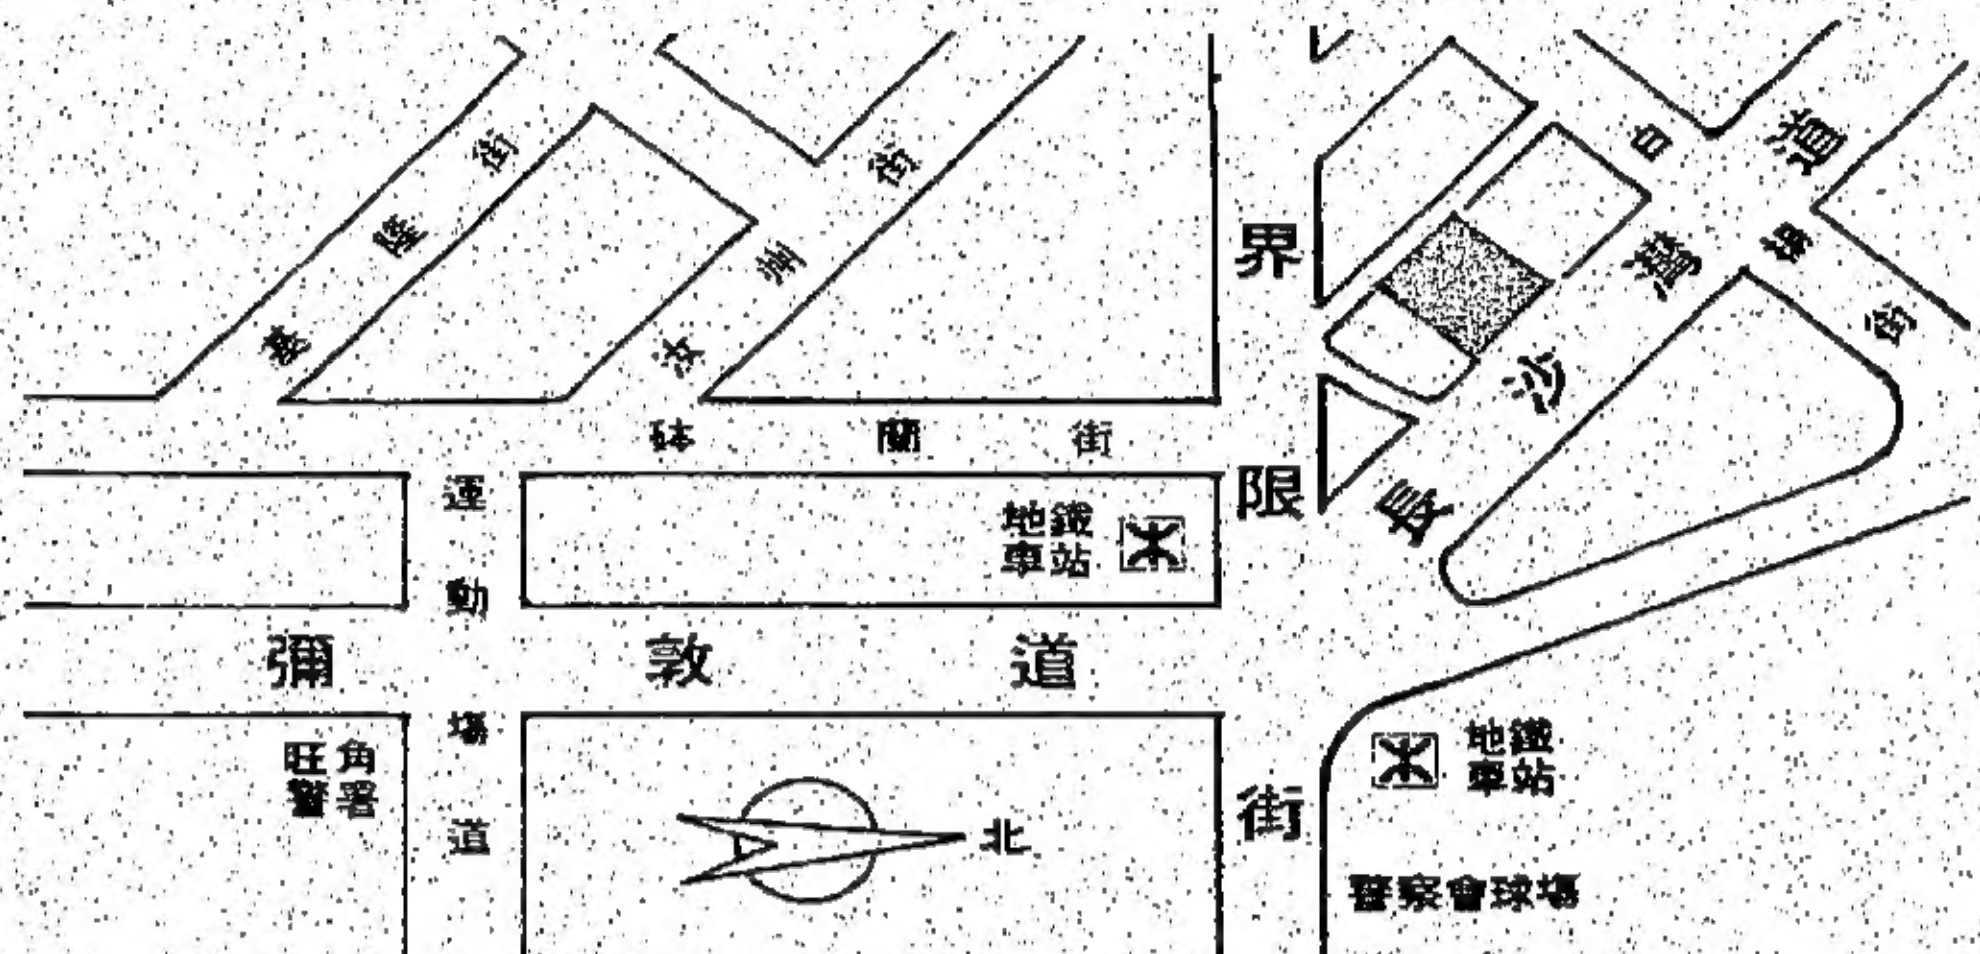 基隆街
汝州街
砵蘭街
界限街
長沙灣道
白楊街
運動場道
彌敦道
地鐵
車站
旺角
警署
北
地鐵
車站
警察會球場